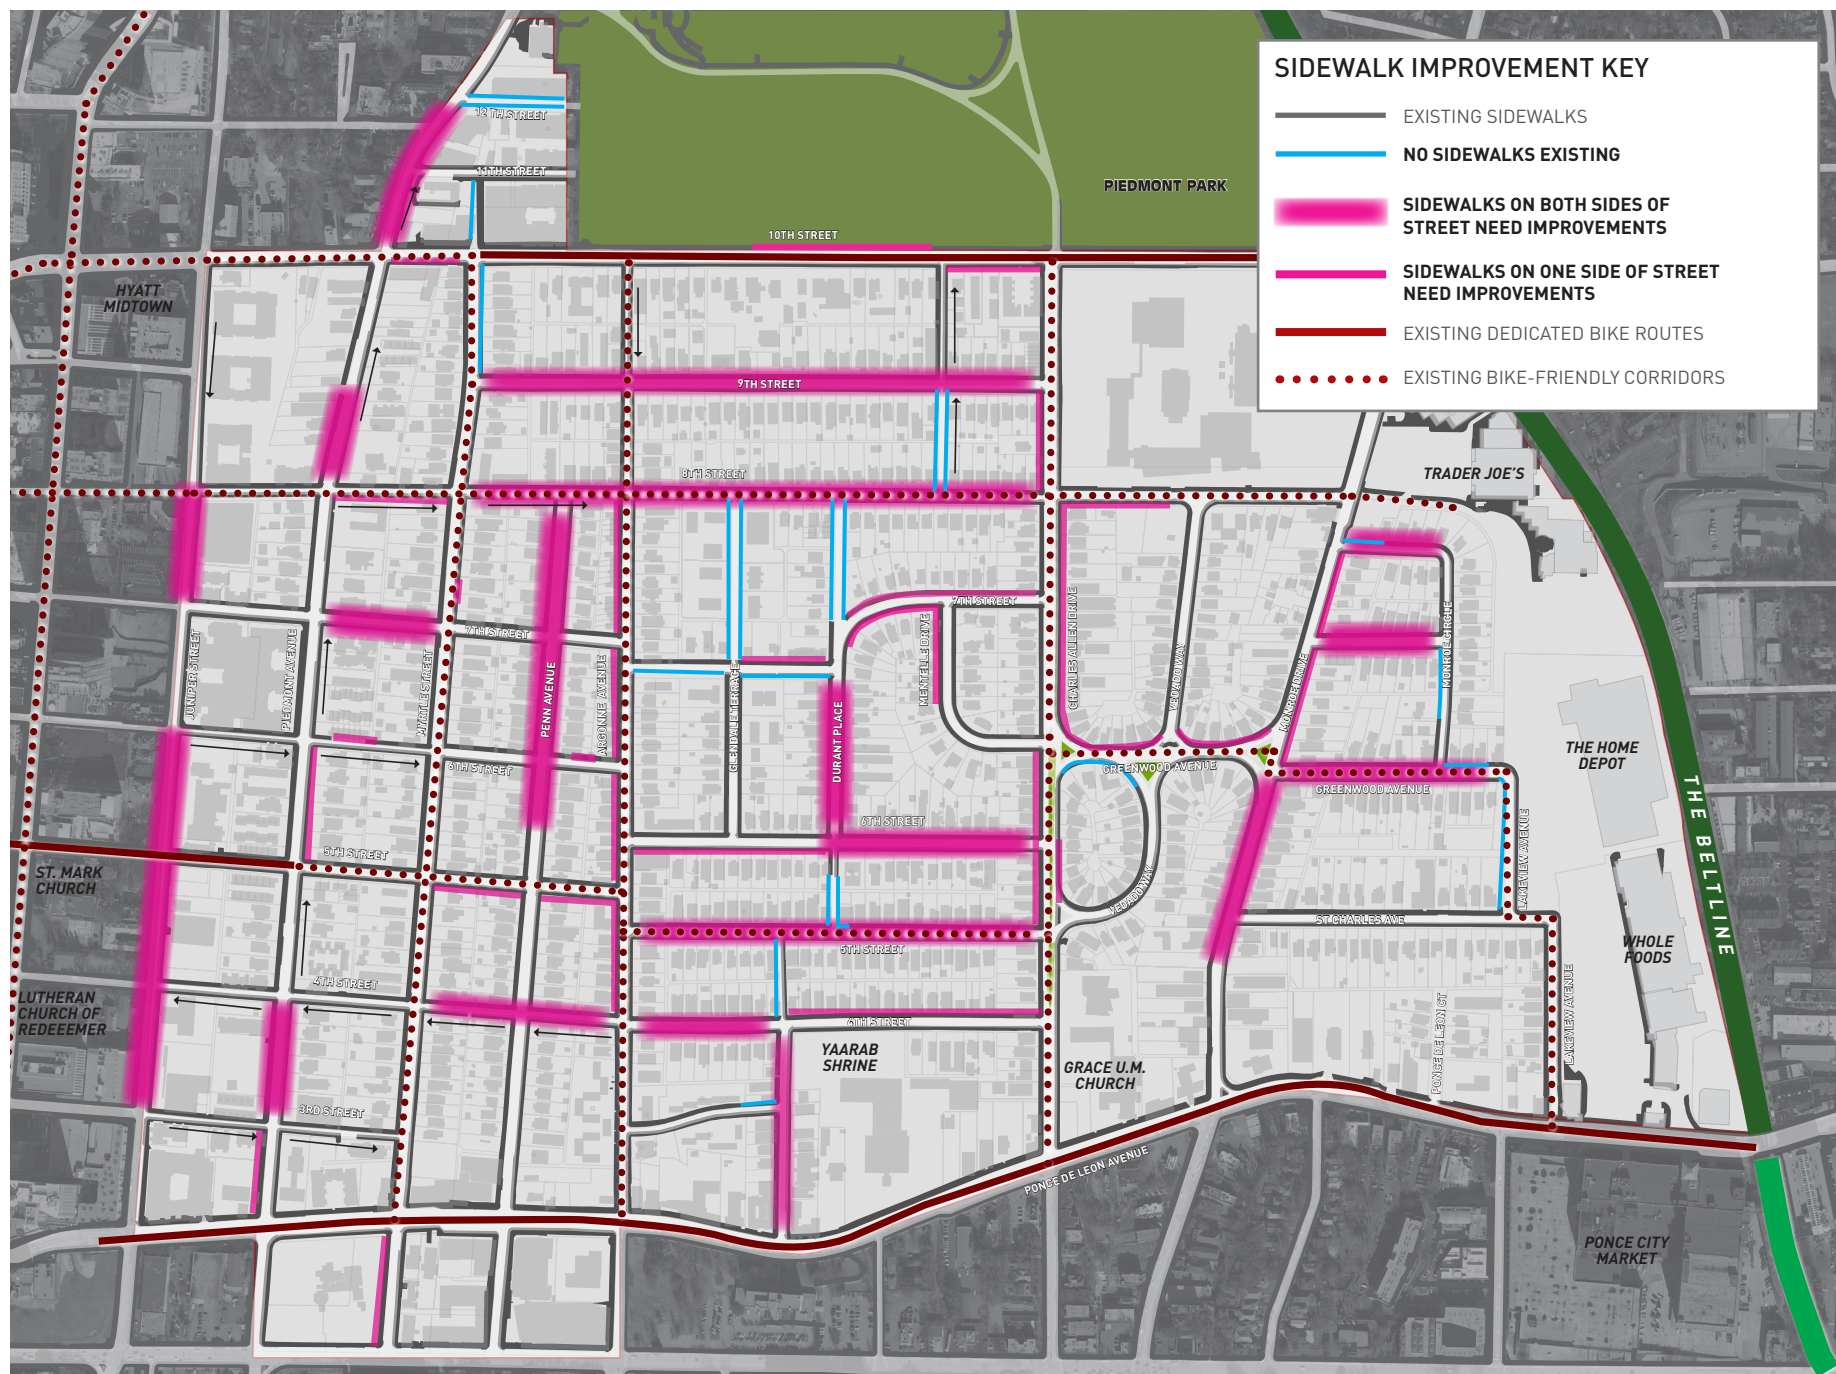 SIDEWALK IMPROVEMENT KEY
EXISTING SIDEWALKS
NO SIDEWALKS EXISTING
SIDEWALKS ON BOTH SIDES OF
STREET NEED IMPROVEMENTS
SIDEWALKS ON ONE SIDE OF STREET
NEED IMPROVEMENTS
EXISTING DEDICATED BIKE ROUTES
EXISTING BIKE-FRIENDLY CORRIDORS
12 TH STREET
11TH STREET
PIEDMONT PARK
10TH STREET
HYATT
MIDTOWN
9TH STREET
8TH STREET
TRADER JOE'S
7TH STREET
7TH STREET
JUNIPER STREET
PIEDMONT AVENUE
MYRTLE STREET
PENN AVENUE
ARGONNE AVENUE
GLENDALE TERRACE
DURANT PLACE
MENTELLE DRIVE
CHARLES ALLEN DRIVE
VEDADO WAY
MONROE DRIVE
MONROE CIRCLE
THE HOME
DEPOT
6TH STREET
GREENWOOD AVENUE
GREENWOOD AVENUE
THE BELTLINE
6TH STREET
5TH STREET
ST. MARK
CHURCH
VEDADO WAY
LAKEVIEW AVENUE
ST CHARLES AVE
5TH STREET
WHOLE
FOODS
4TH STREET
LUTHERAN
CHURCH OF
REDEEEMER
4TH STREET
YAARAB
SHRINE
GRACE U.M.
CHURCH
PONCE DE LEON CT
LAKEVIEW AVENUE
3RD STREET
PONCE DE LEON AVENUE
PONCE CITY
MARKET